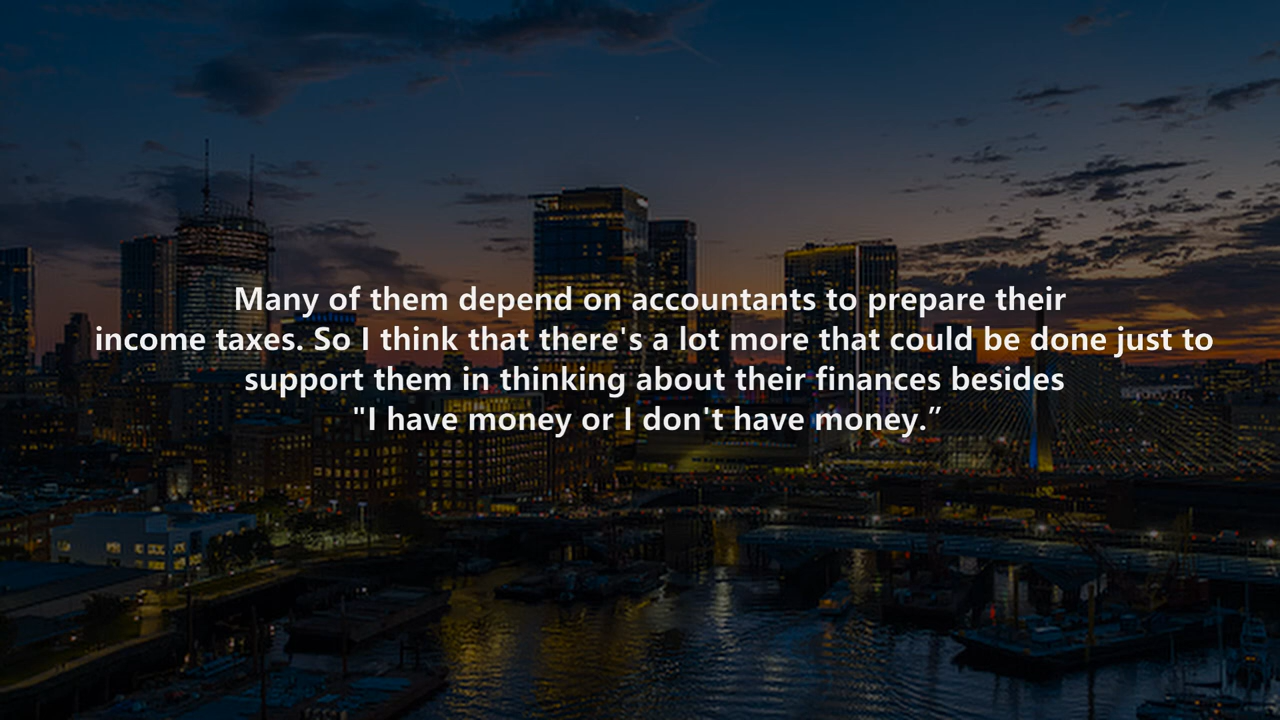 Many of them depend on accountants to prepare their
income taxes. So I think that there's a lot more that could be done just to
support them in thinking about their finances besides
"I have money or I don't have money.”